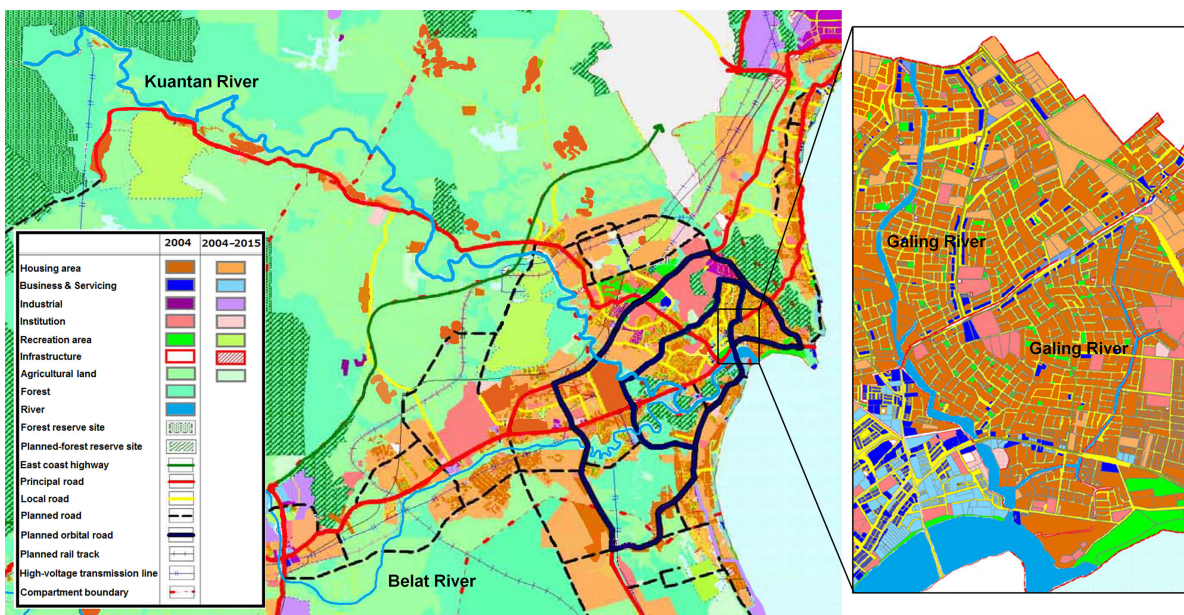 Kuantan River
2004 2004–2015
Housing area
Business & Servicing
Industrial
Institution
Recreation area
Infrastructure
Agricultural land
Forest
River
Forest reserve site
Planned-forest reserve site
East coast highway
Principal road
Local road
Planned road
Planned orbital road
Planned rail track
High-voltage transmission line
Compartment boundary
Belat River
Galing River
Galing River